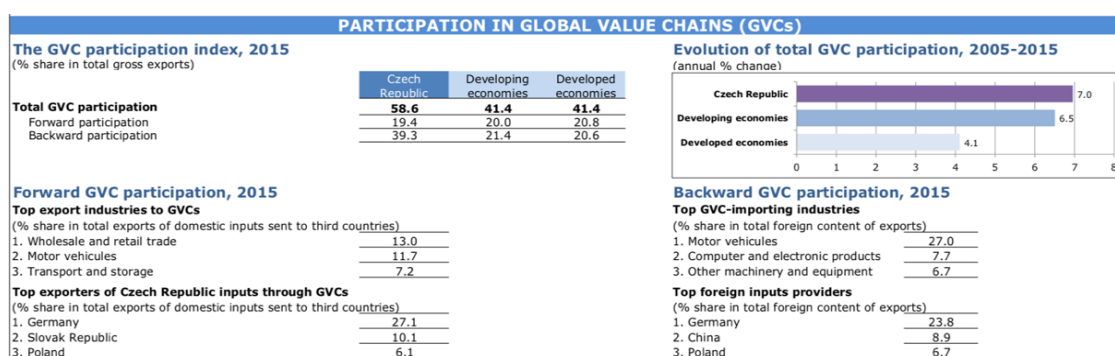 PARTICIPATION IN GLOBAL VALUE CHAINS (GVCs)
The GVC participation index, 2015
(% share in total gross exports)
Czech Republic Developing economies Developed economies
Total GVC participation 58.6 41.4 41.4
Forward participation 19.4 20.0 20.8
Backward participation 39.3 21.4 20.6
Evolution of total GVC participation, 2005-2015
(annual % change)
Czech Republic 7.0
Developing economies 6.5
Developed economies 4.1
0 1 2 3 4 5 6 7 8
Forward GVC participation, 2015
Top export industries to GVCs
(% share in total exports of domestic inputs sent to third countries)
1. Wholesale and retail trade 13.0
2. Motor vehicles 11.7
3. Transport and storage 7.2
Top exporters of Czech Republic inputs through GVCs
(% share in total exports of domestic inputs sent to third countries)
1. Germany 27.1
2. Slovak Republic 10.1
3. Poland 6.1
Backward GVC participation, 2015
Top GVC-importing industries
(% share in total foreign content of exports)
1. Motor vehicles 27.0
2. Computer and electronic products 7.7
3. Other machinery and equipment 6.7
Top foreign inputs providers
(% share in total foreign content of exports)
1. Germany 23.8
2. China 8.9
3. Poland 6.7